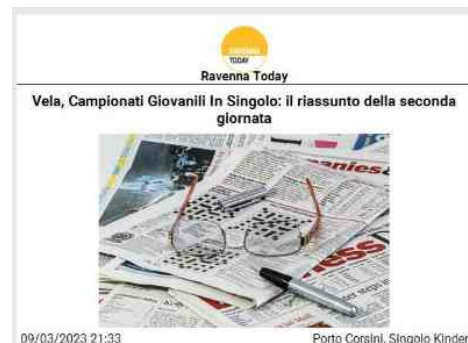 RAVENNA
TODAY
Ravenna Today
Vela, Campionati Giovanili In Singolo: il riassunto della seconda
giornata
09/03/2023 21:33
Porto Corsini, Singolo Kinder